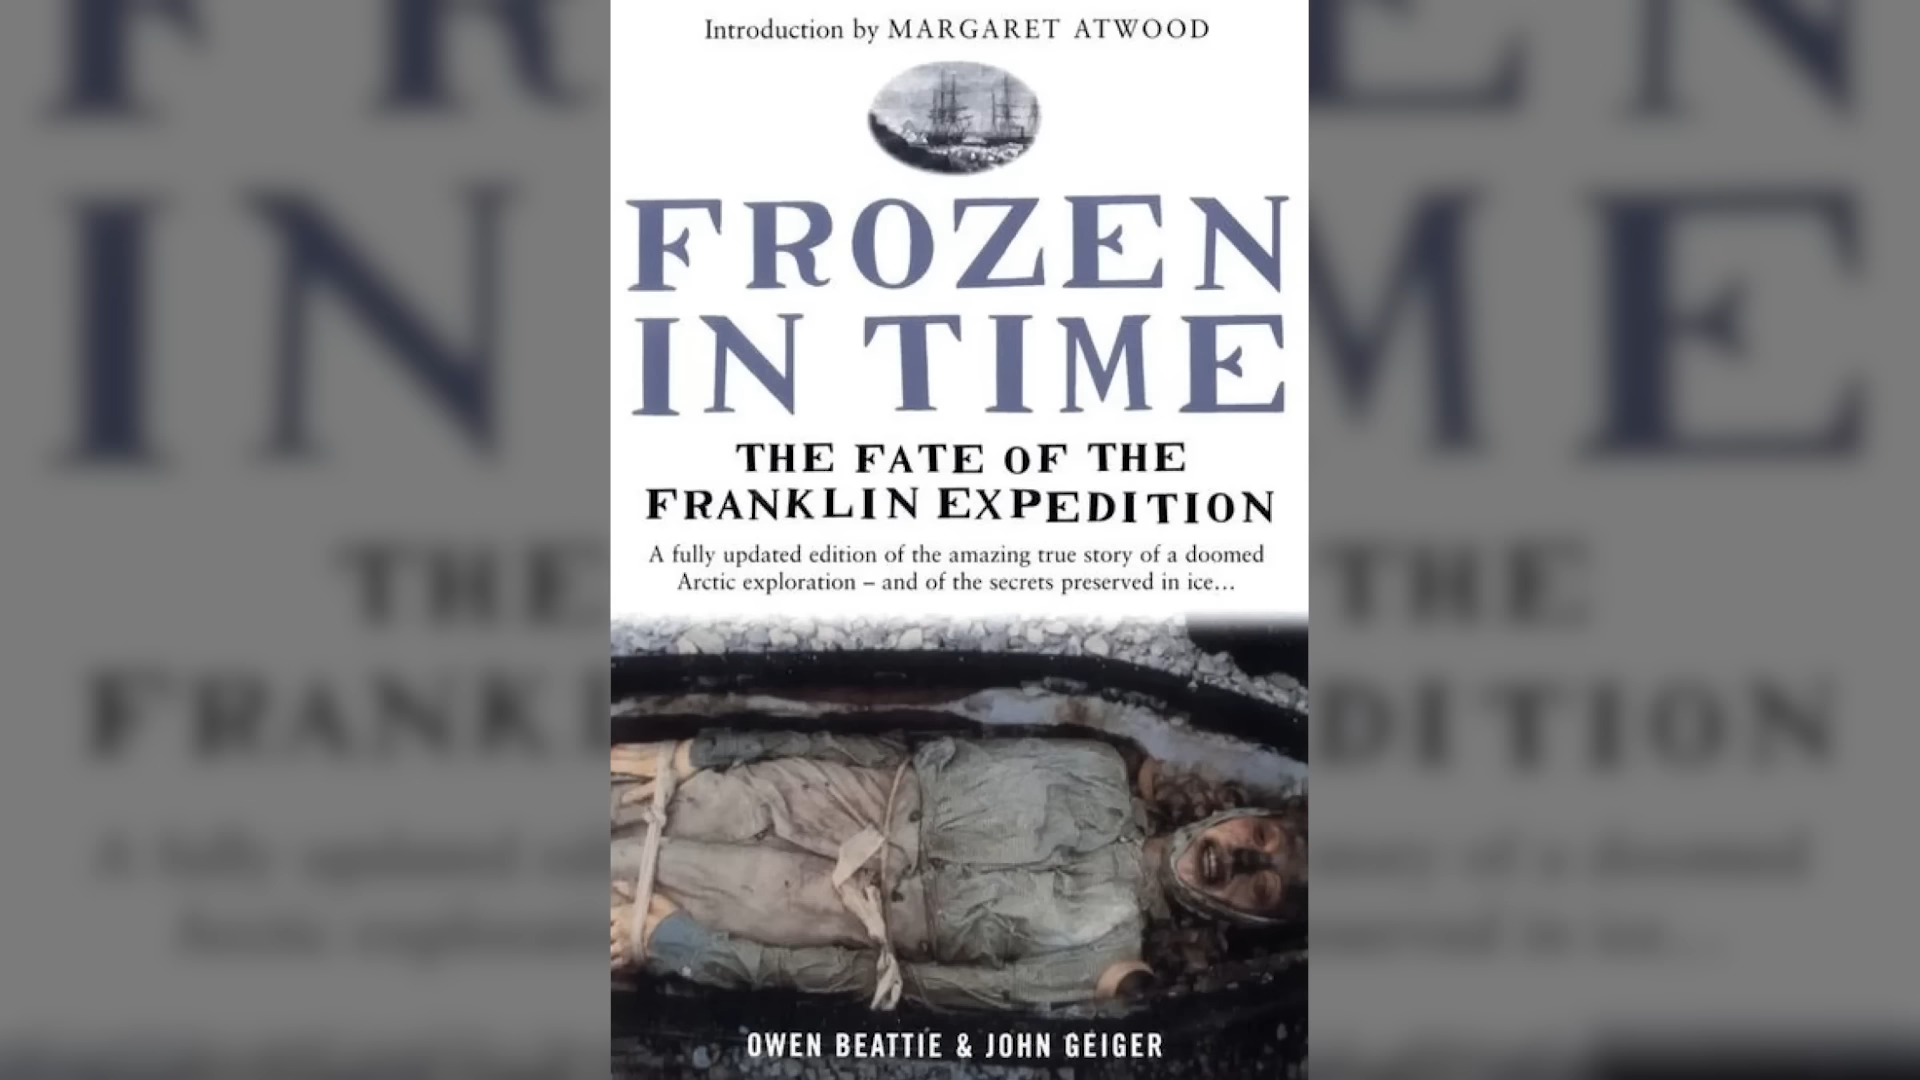 Introduction by MARGARET ATWOOD
FROZEN
IN TIME
THE FATE OF THE
FRANKLIN EXPEDITION
A fully updated edition of the amazing true story of a doomed
Arctic exploration – and of the secrets preserved in ice...
OWEN BEATTIE & JOHN GEIGER